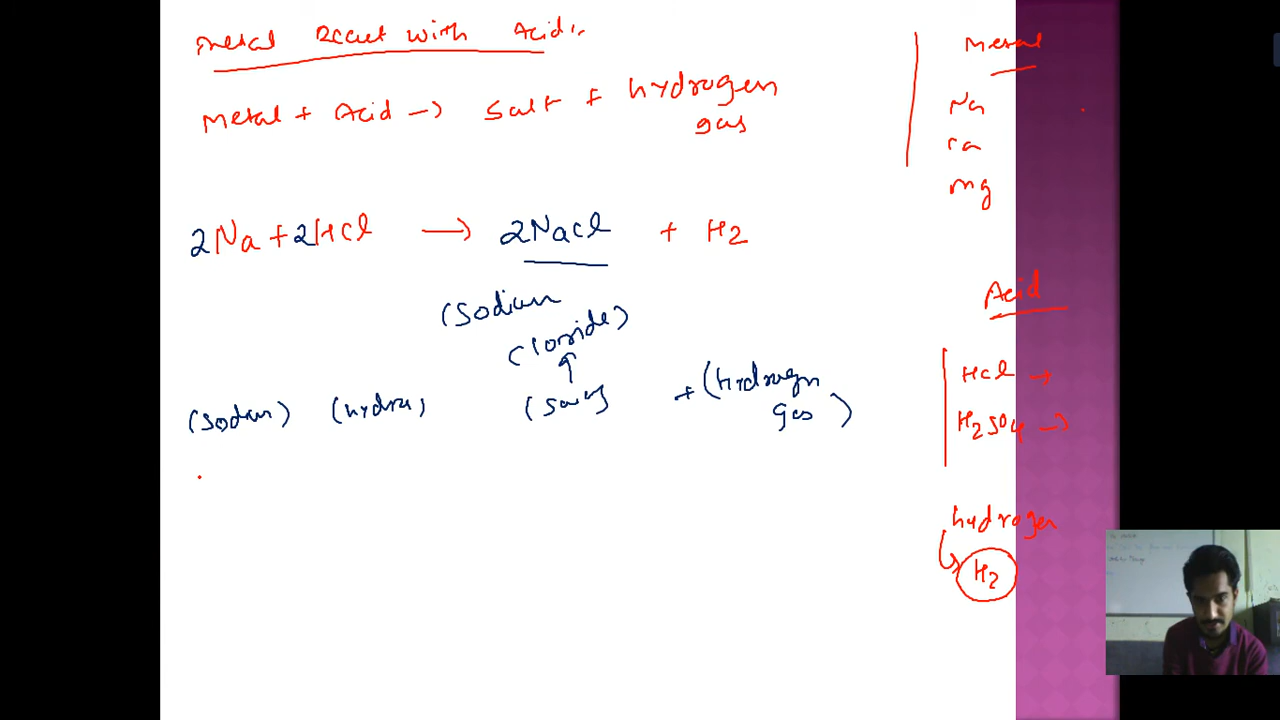 Metal react with Acid:
Metal + Acid → Salt + hydrogen gas
2Na + 2HCl → 2NaCl + H2
(Sodium
Cloride)
(Sodium) (hydro) (salt) + (hydrogen
gas)
Metal
Na
Ca
Mg
Acid
HCl →
H2SO4 →
hydrogen
H2